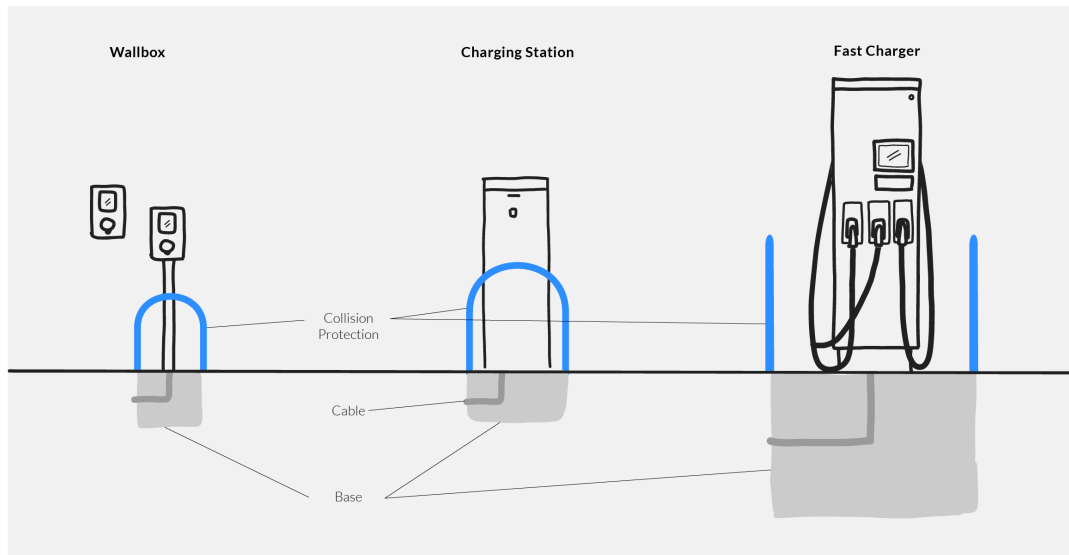 Wallbox
Charging Station
Fast Charger
Collision
Protection
Cable
Base